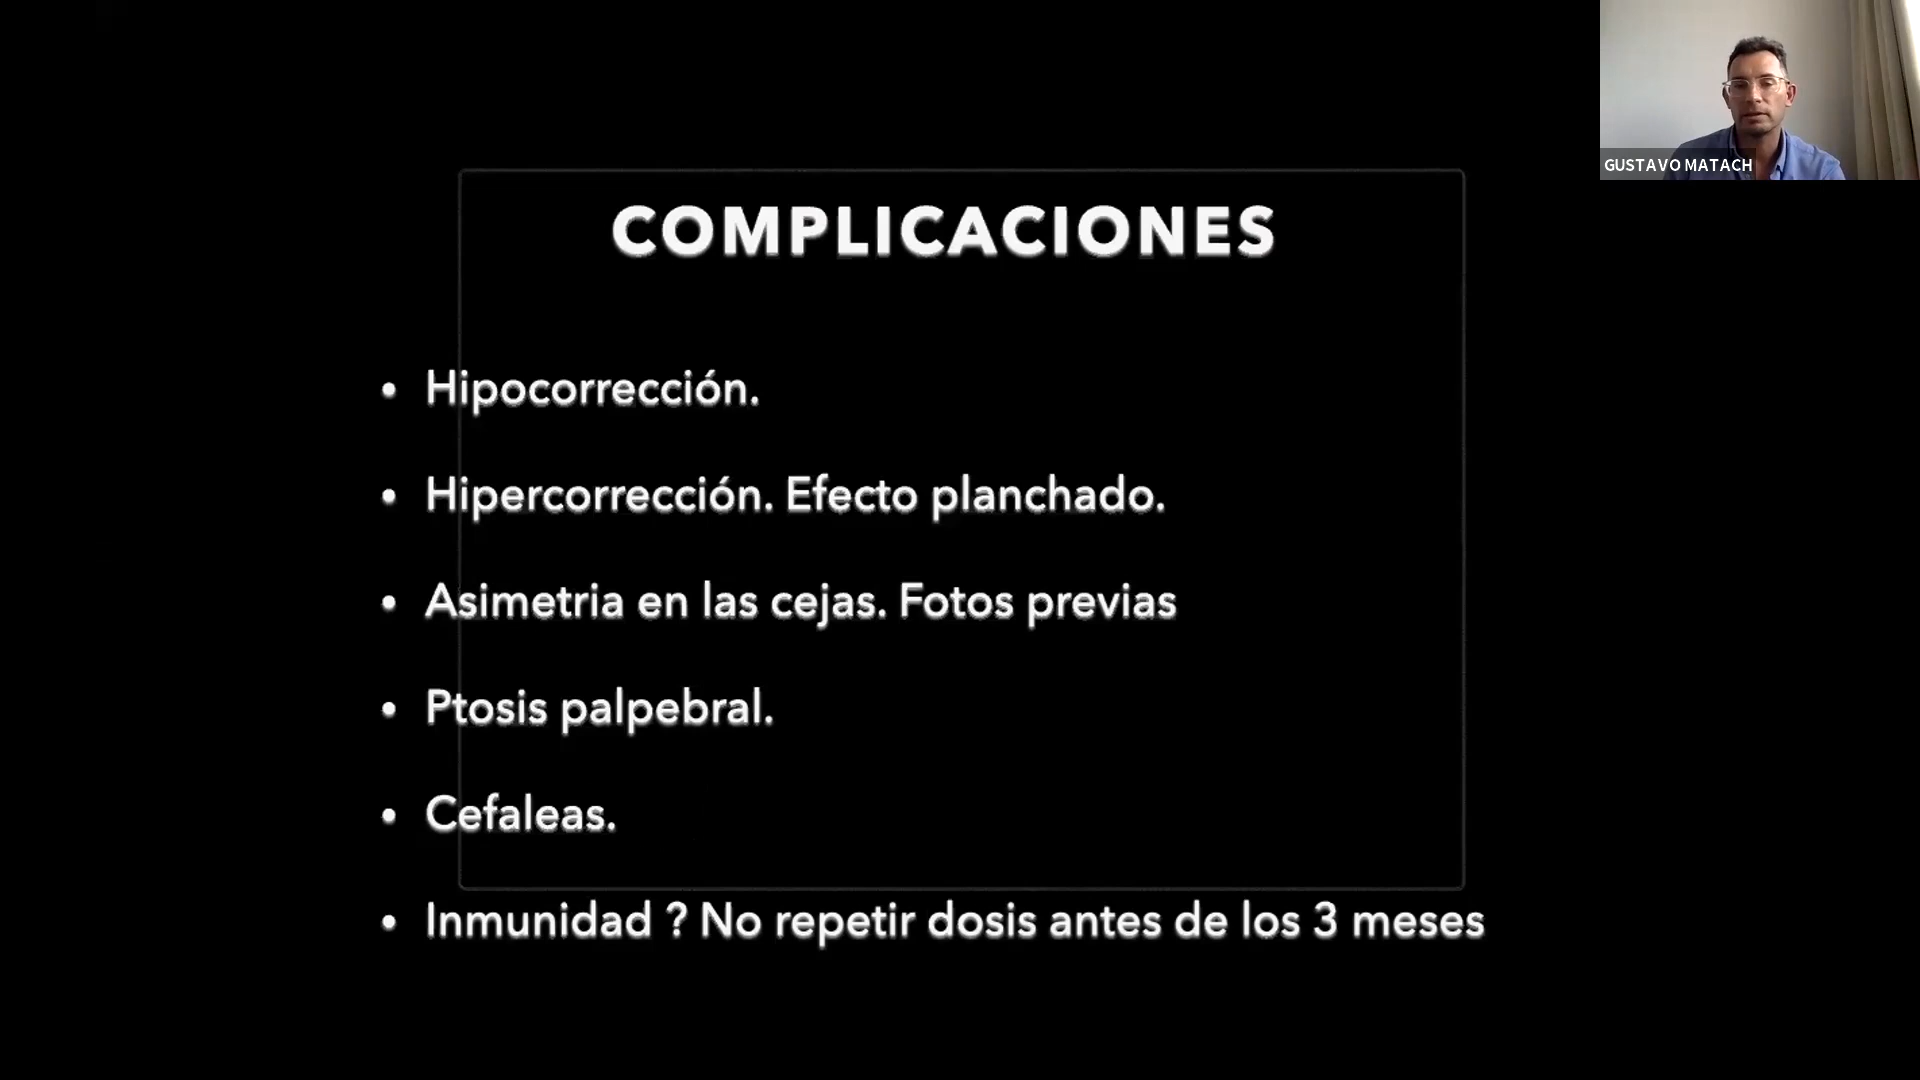 GUSTAVO MATACH
COMPLICACIONES
• Hipocorrección.
• Hipercorrección. Efecto planchado.
• Asimetria en las cejas. Fotos previas
• Ptosis palpebral.
• Cefaleas.
• Inmunidad ? No repetir dosis antes de los 3 meses